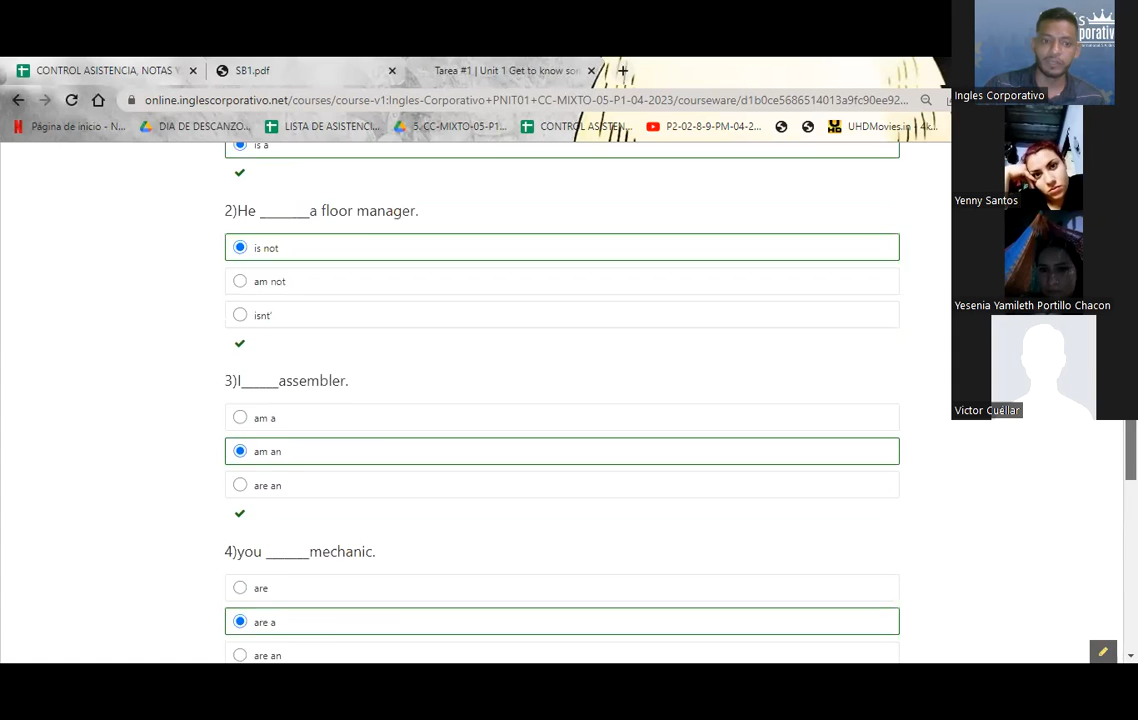 CONTROL ASISTENCIA, NOTAS Y
SB1.pdf
Tarea #1 | Unit 1 Get to know son
online.inglescorporativo.net/courses/course-v1:Ingles-Corporativo+PNIT01+CC-MIXTO-05-P1-04-2023/courseware/d1b0ce5686514013a9fc90ee92...
Página de inicio - N...
DIA DE DESCANZO...
LISTA DE ASISTENCI...
5. CC-MIXTO-05-P1...
CONTROL ASISTEN...
P2-02-8-9-PM-04-2...
UHDMovies.in | 4k...
is a
2)He _______a floor manager.
is not
am not
isnt'
3)I_____assembler.
am a
am an
are an
4)you ______mechanic.
are
are a
are an
Ingles Corporativo
Yenny Santos
Yesenia Yamileth Portillo Chacon
Victor Cuéllar